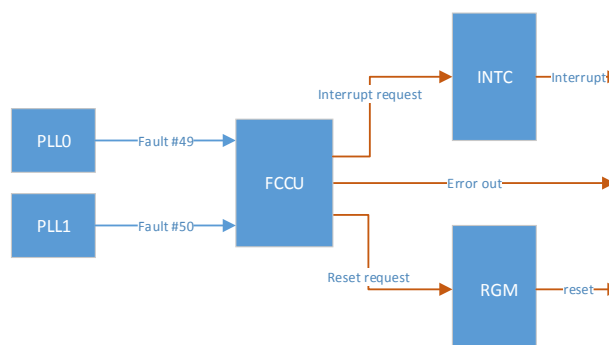 INTC
Interrupt request
Interrupt
PLL0
Fault #49
FCCU
Error out
PLL1
Fault #50
Reset request
RGM
reset